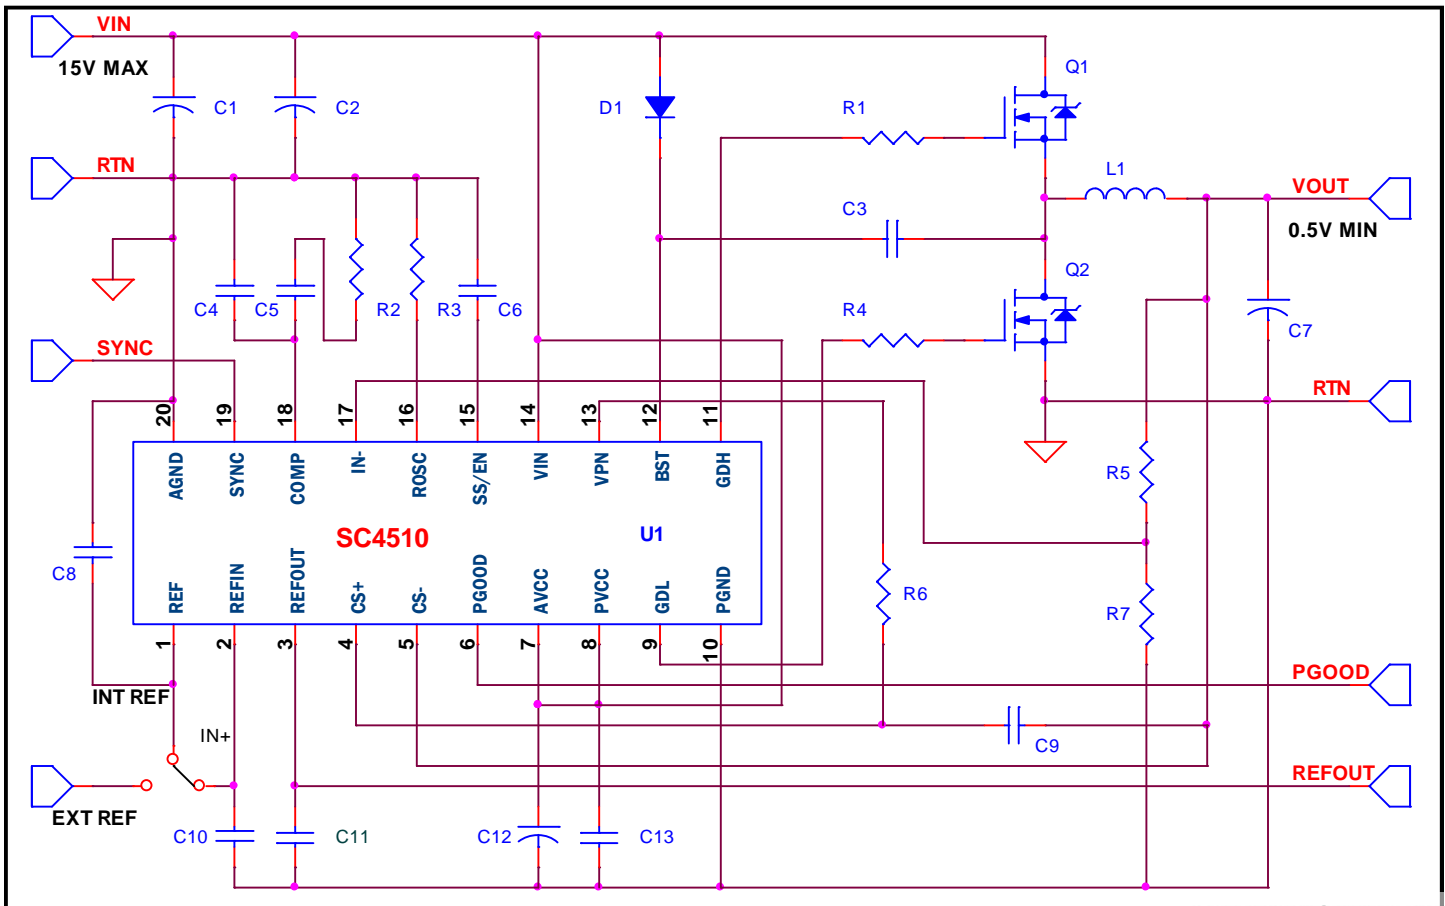 VIN
15V MAX
C1
C2
D1
R1
Q1
RTN
L1
VOUT
0.5V MIN
C3
Q2
C4
C5
R2
R3
C6
R4
C7
SYNC
RTN
20
19
18
17
16
15
14
13
12
11
AGND
SYNC
COMP
IN-
ROSC
SS/EN
VIN
VPN
BST
GDH
R5
SC4510
U1
C8
REF
REFIN
REFOUT
CS+
CS-
PGOOD
AVCC
PVCC
GDL
PGND
R6
R7
1
2
3
4
5
6
7
8
9
10
INT REF
PGOOD
IN+
C9
EXT REF
REFOUT
C10
C11
C12
C13